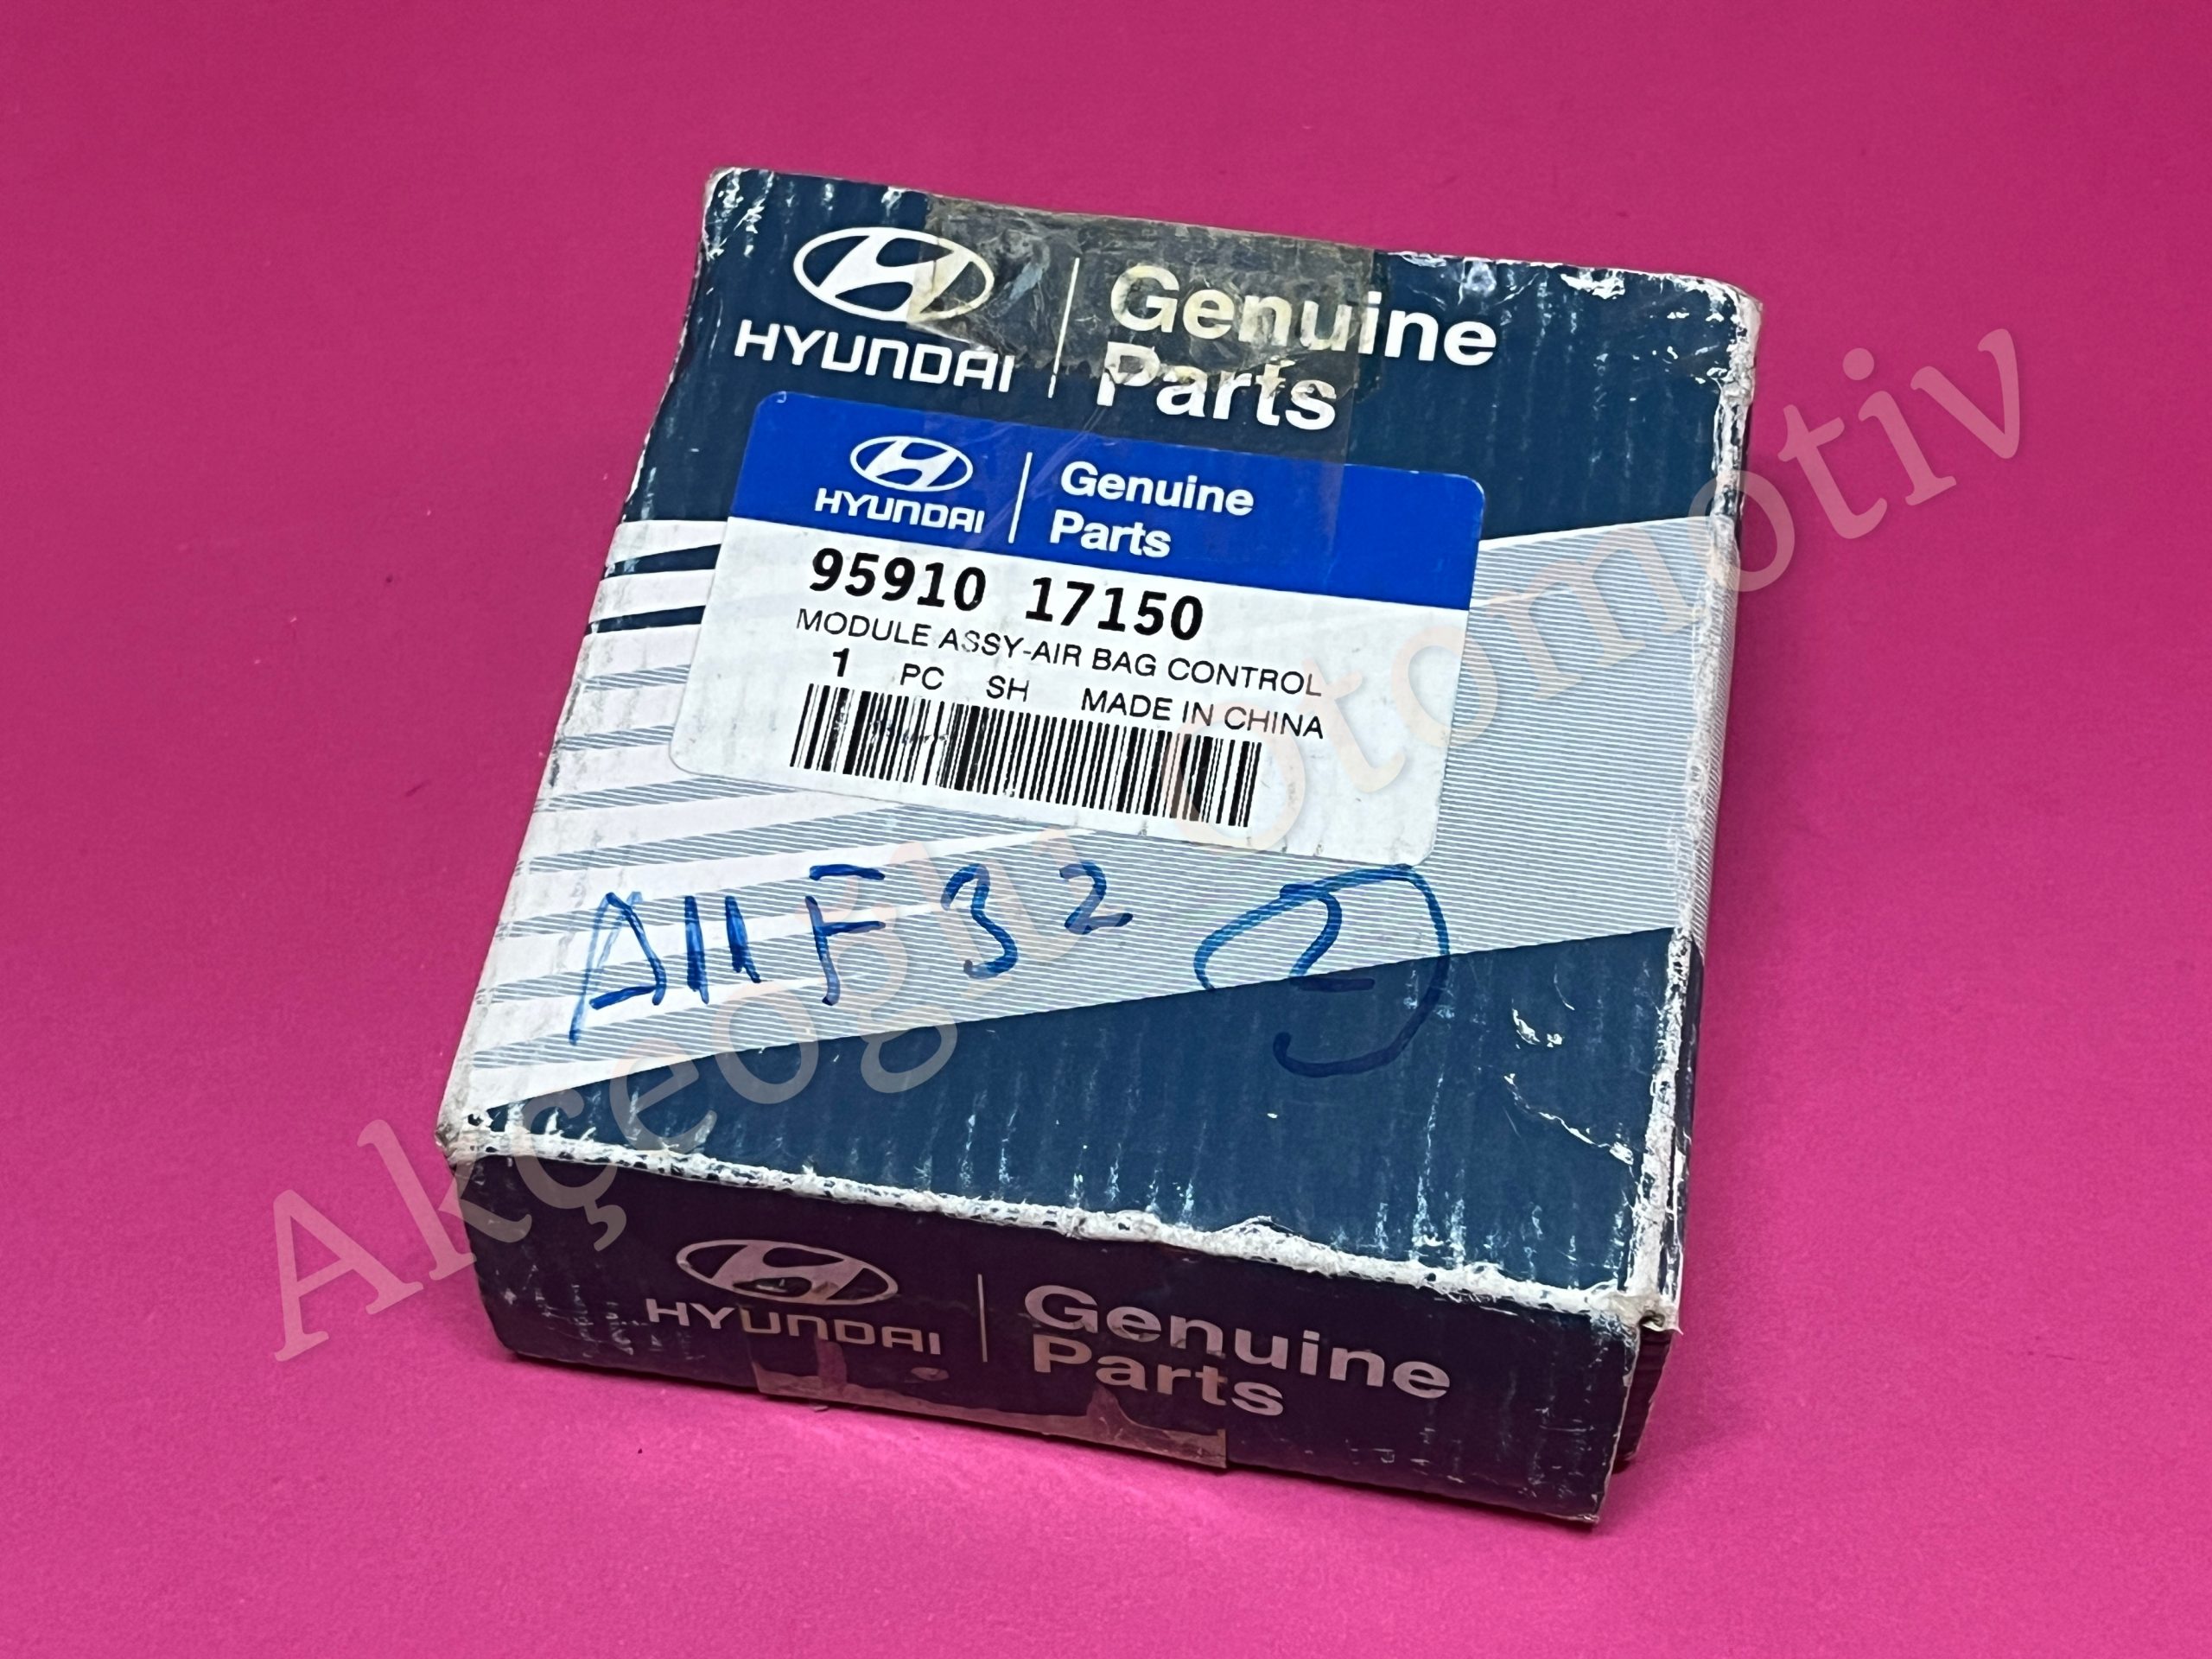 HYUNDAI
Genuine
Parts
HYUNDAI
Genuine
Parts
95910 17150
MODULE ASSY-AIR BAG CONTROL
1 PC SH MADE IN CHINA
A11F32 2
HYUNDAI
Genuine
Parts
Akçeoğlu Otomotiv